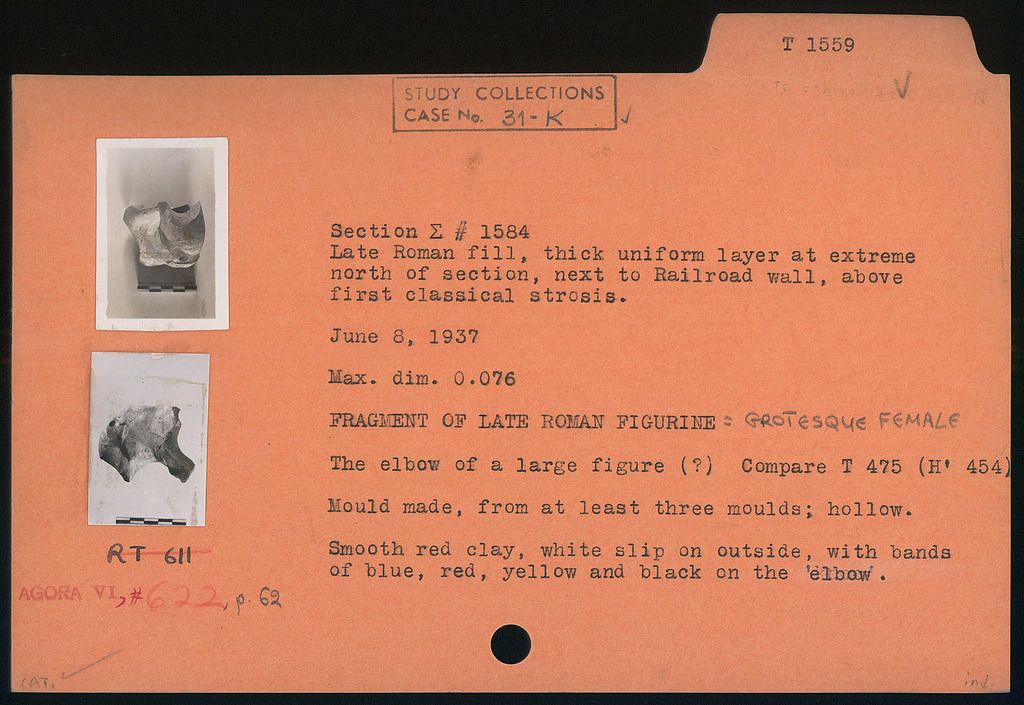 T 1559
STUDY COLLECTIONS
CASE No. 31-K
Section Σ # 1584
Late Roman fill, thick uniform layer at extreme
north of section, next to Railroad wall, above
first classical strosis.
June 8, 1937
Max. dim. 0.076
FRAGMENT OF LATE ROMAN FIGURINE = GROTESQUE FEMALE
The elbow of a large figure (?) Compare T 475 (H' 454)
Mould made, from at least three moulds; hollow.
Smooth red clay, white slip on outside, with bands
of blue, red, yellow and black on the 'elbow'.
RT 611
AGORA VI, #622, p. 62
CAT.
ind.